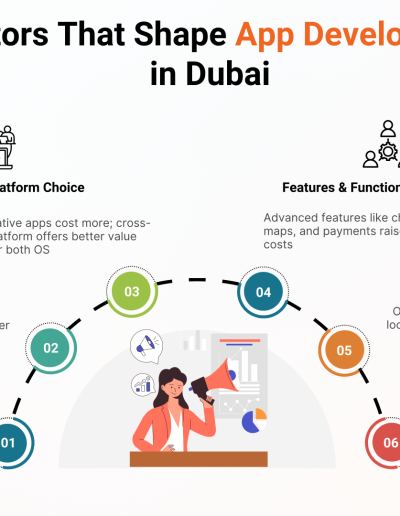 tors That Shape App Develo
in Dubai
atform Choice
ative apps cost more; cross-
atform offers better value
r both OS
Features & Function
Advanced features like ch
maps, and payments raise
costs
03
04
er
O
loc
02
05
01
06